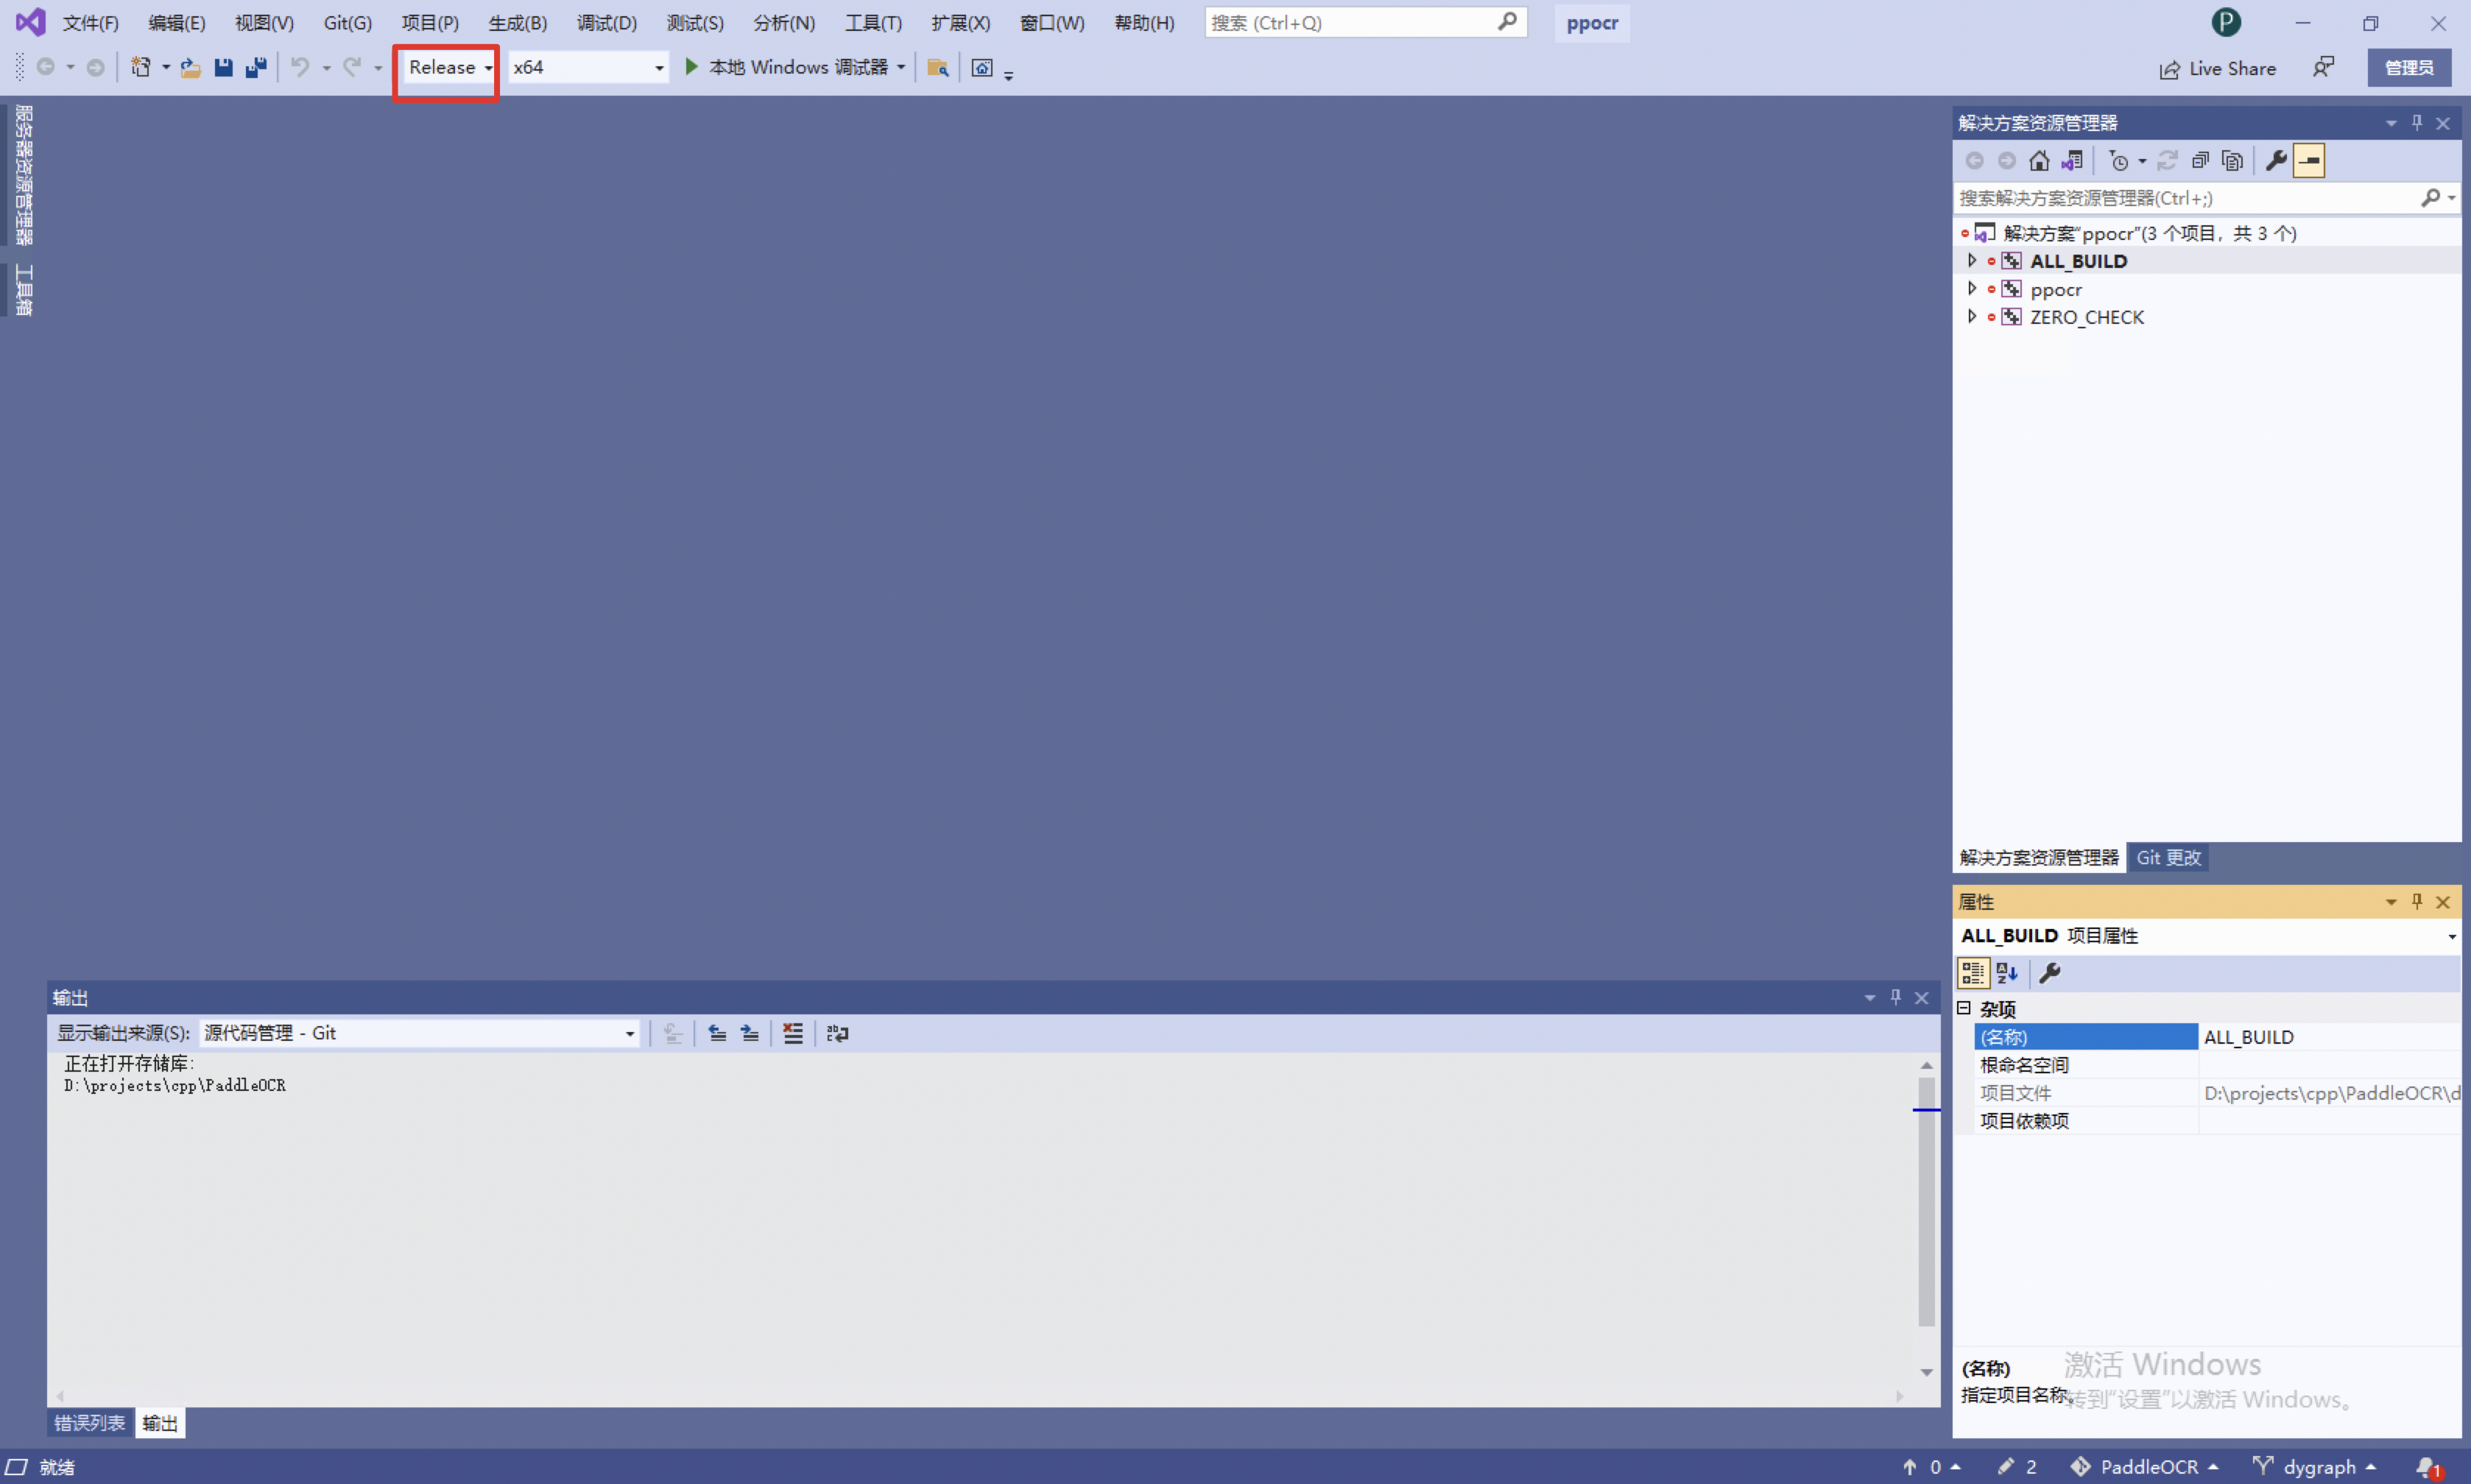 文件(F) 编辑(E) 视图(V) Git(G) 项目(P) 生成(B) 调试(D) 测试(S) 分析(N) 工具(T) 扩展(X) 窗口(W) 帮助(H) 搜索 (Ctrl+Q) ppocr P
Release x64 本地 Windows 调试器 Live Share 管理员
服务器资源管理器
工具箱
解决方案资源管理器
搜索解决方案资源管理器(Ctrl+;)
解决方案"ppocr"(3 个项目，共 3 个)
ALL_BUILD
ppocr
ZERO_CHECK
解决方案资源管理器 Git 更改
属性
ALL_BUILD 项目属性
杂项
(名称) ALL_BUILD
根命名空间
项目文件 D:\projects\cpp\PaddleOCR\d
项目依赖项
(名称)
指定项目名称。
激活 Windows
转到"设置"以激活 Windows。
输出
显示输出来源(S): 源代码管理 - Git
正在打开存储库:
D:\projects\cpp\PaddleOCR
错误列表 输出
就绪 0 2 PaddleOCR dygraph 1